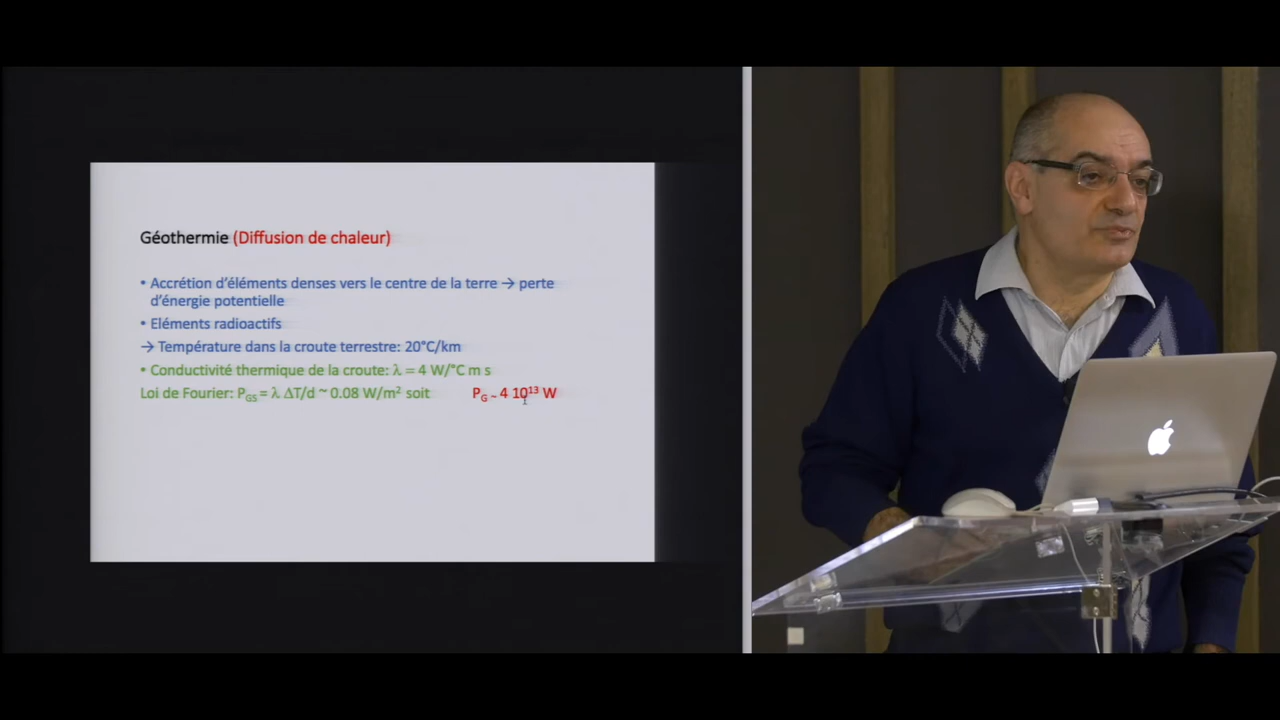 Géothermie (Diffusion de chaleur)
• Accrétion d'éléments denses vers le centre de la terre → perte
d'énergie potentielle
• Eléments radioactifs
→ Température dans la croute terrestre: 20°C/km
• Conductivité thermique de la croute: λ = 4 W/°C m s
Loi de Fourier: P_GS = λ ΔT/d ~ 0.08 W/m² soit P_G ~ 4 10¹³ W